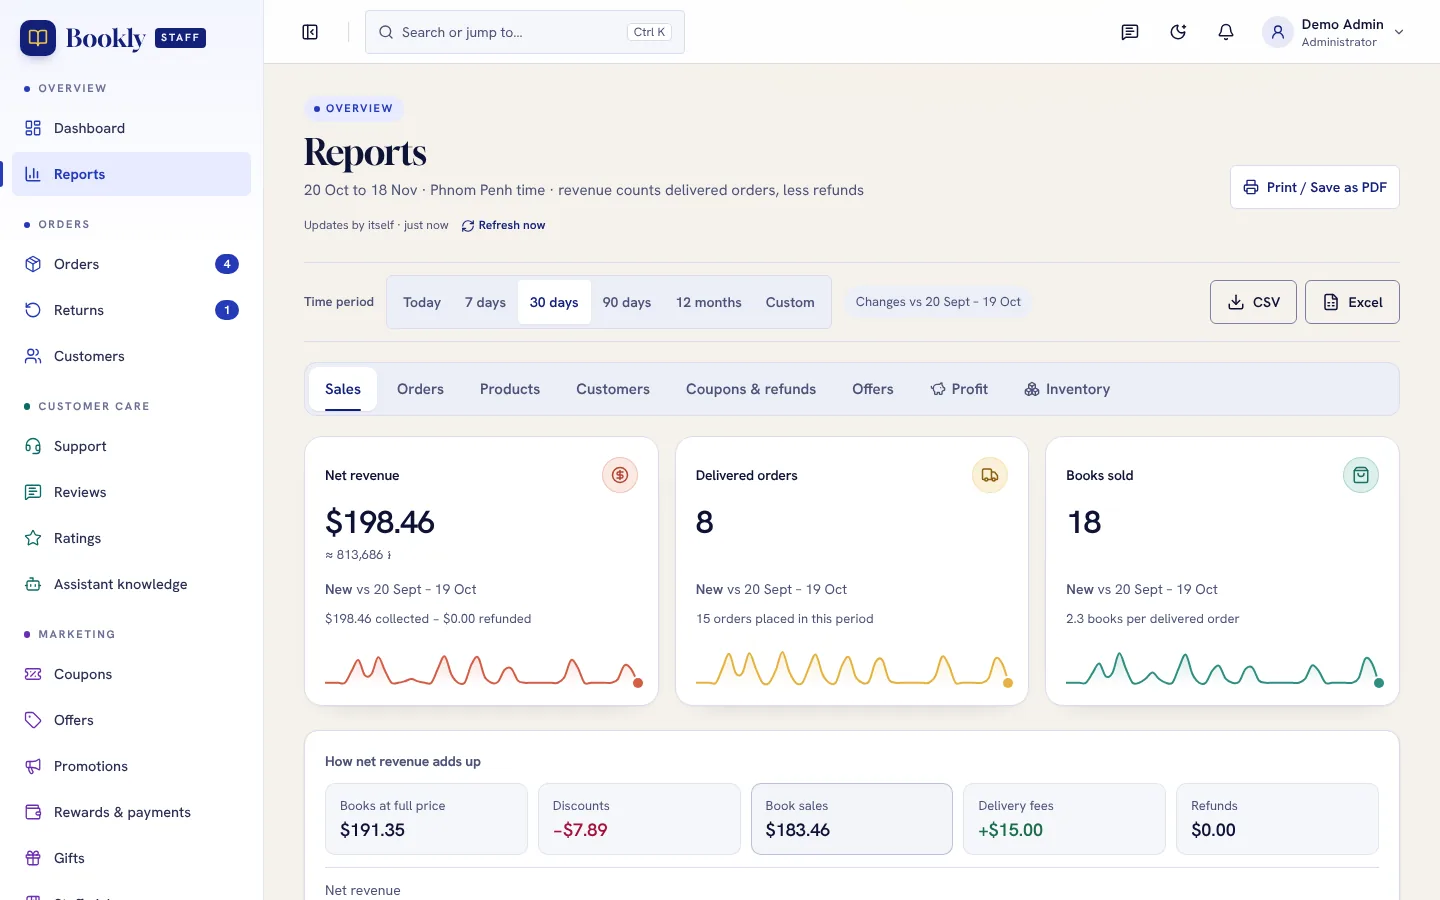 Bookly STAFF
OVERVIEW
Dashboard
Reports
ORDERS
Orders 4
Returns 1
Customers
CUSTOMER CARE
Support
Reviews
Ratings
Assistant knowledge
MARKETING
Coupons
Offers
Promotions
Rewards & payments
Gifts
Search or jump to... Ctrl K
Demo Admin
Administrator
OVERVIEW
Reports
20 Oct to 18 Nov · Phnom Penh time · revenue counts delivered orders, less refunds
Updates by itself · just now Refresh now
Print / Save as PDF
Time period Today 7 days 30 days 90 days 12 months Custom Changes vs 20 Sept – 19 Oct CSV Excel
Sales Orders Products Customers Coupons & refunds Offers Profit Inventory
Net revenue
$198.46
≈ 813,686 ៛
New vs 20 Sept – 19 Oct
$198.46 collected − $0.00 refunded
Delivered orders
8
New vs 20 Sept – 19 Oct
15 orders placed in this period
Books sold
18
New vs 20 Sept – 19 Oct
2.3 books per delivered order
How net revenue adds up
Books at full price
$191.35
Discounts
−$7.89
Book sales
$183.46
Delivery fees
+$15.00
Refunds
$0.00
Net revenue